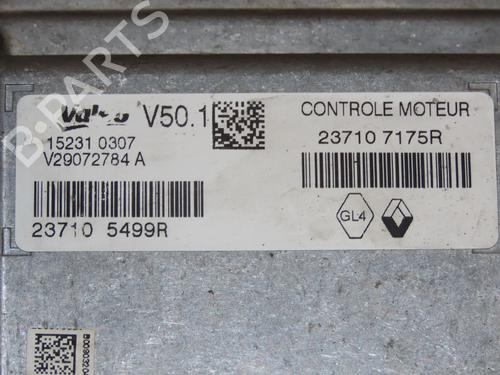 B-PARTS
Valeo V50.1
15231 0307
V29072784 A
23710 5499R
CONTROLE MOTEUR
23710 7175R
GL4